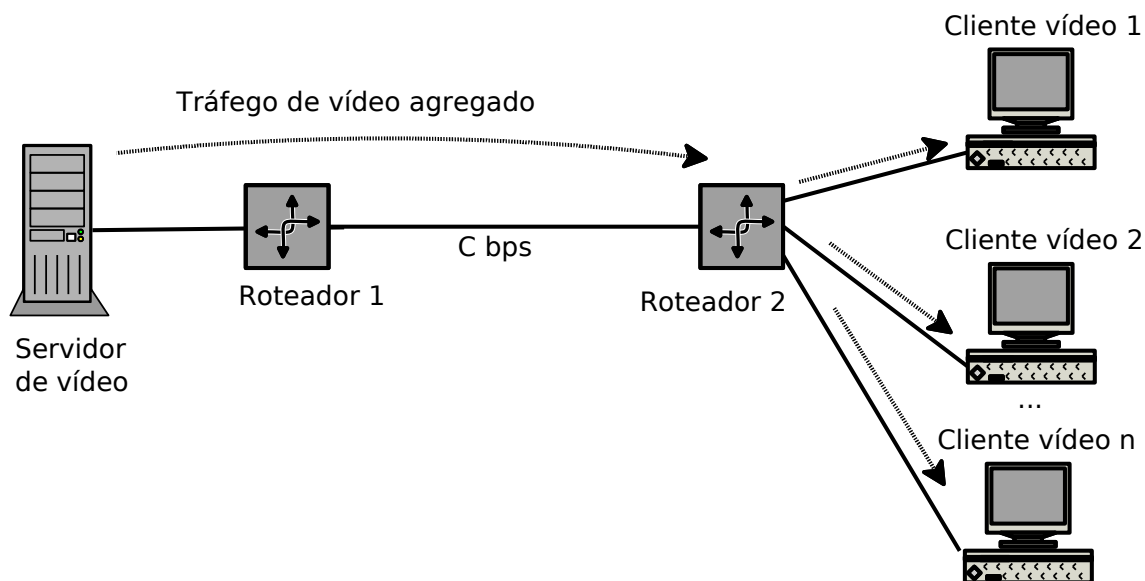 Cliente vídeo 1
Tráfego de vídeo agregado
C bps
Roteador 1
Roteador 2
Cliente vídeo 2
Servidor
de vídeo
...
Cliente vídeo n